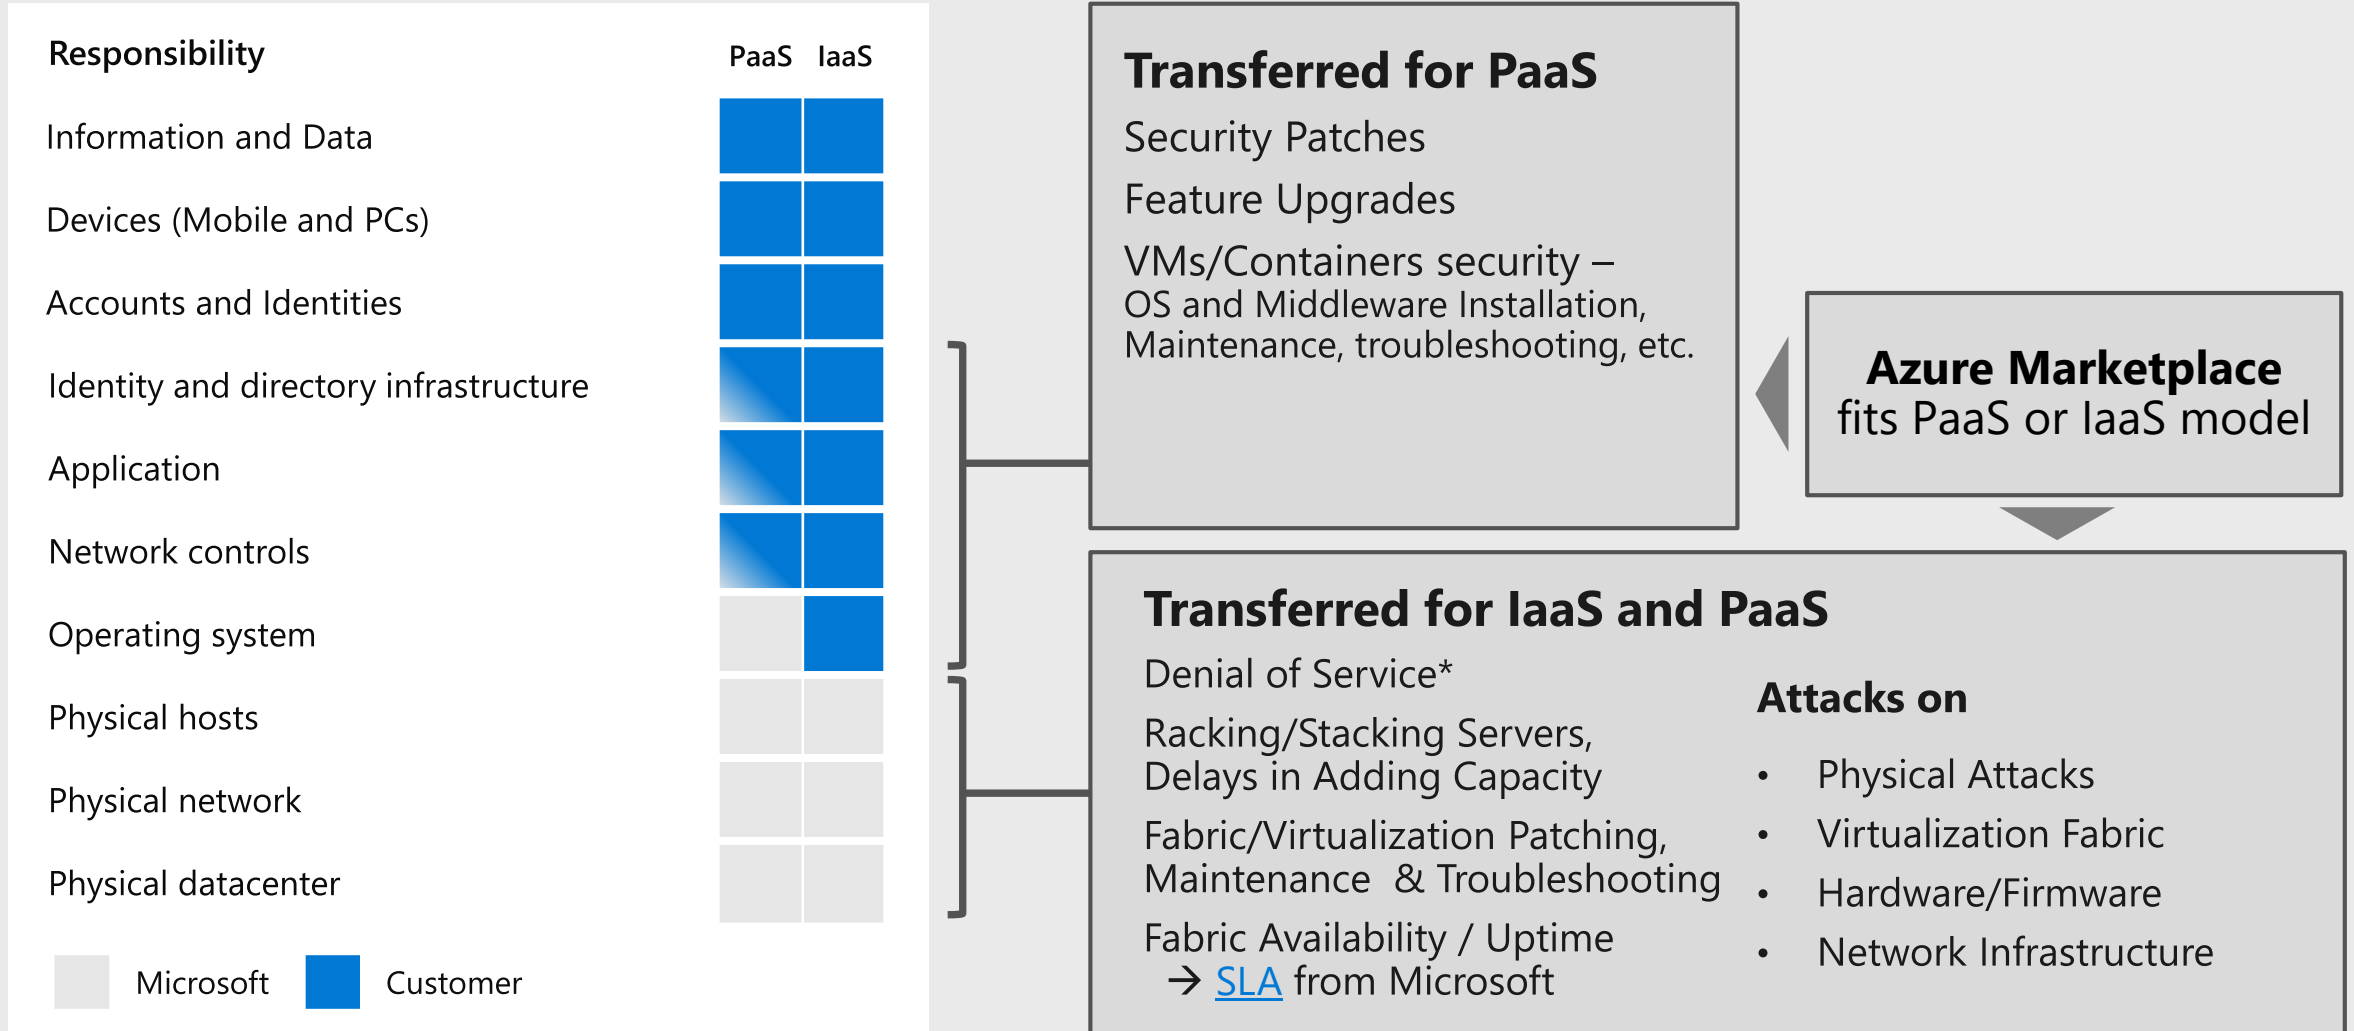 Responsibility
PaaS IaaS
Information and Data
Devices (Mobile and PCs)
Accounts and Identities
Identity and directory infrastructure
Application
Network controls
Operating system
Physical hosts
Physical network
Physical datacenter
Microsoft
Customer
Transferred for PaaS
Security Patches
Feature Upgrades
VMs/Containers security –
OS and Middleware Installation,
Maintenance, troubleshooting, etc.
Azure Marketplace
fits PaaS or IaaS model
Transferred for IaaS and PaaS
Denial of Service*
Racking/Stacking Servers,
Delays in Adding Capacity
Fabric/Virtualization Patching,
Maintenance & Troubleshooting
Fabric Availability / Uptime
→ SLA from Microsoft
Attacks on
• Physical Attacks
• Virtualization Fabric
• Hardware/Firmware
• Network Infrastructure